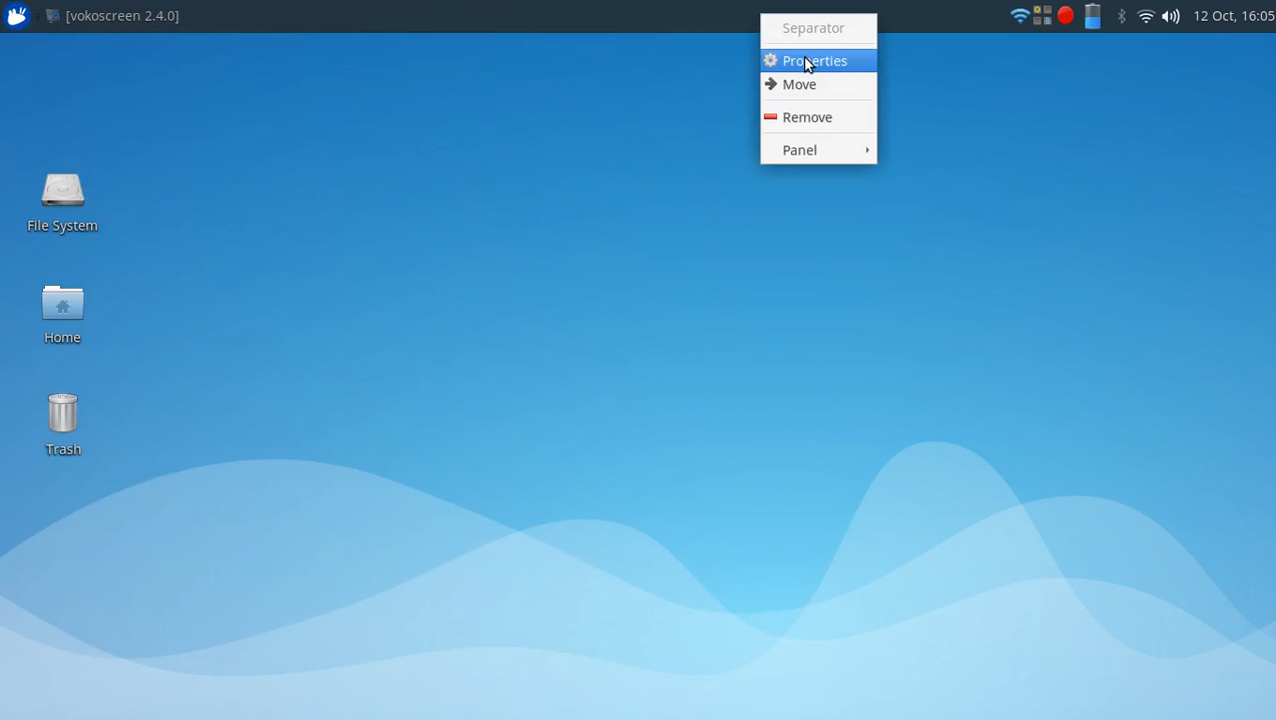 [vokoscreen 2.4.0]
12 Oct, 16:05
Separator
Properties
Move
Remove
Panel
File System
Home
Trash